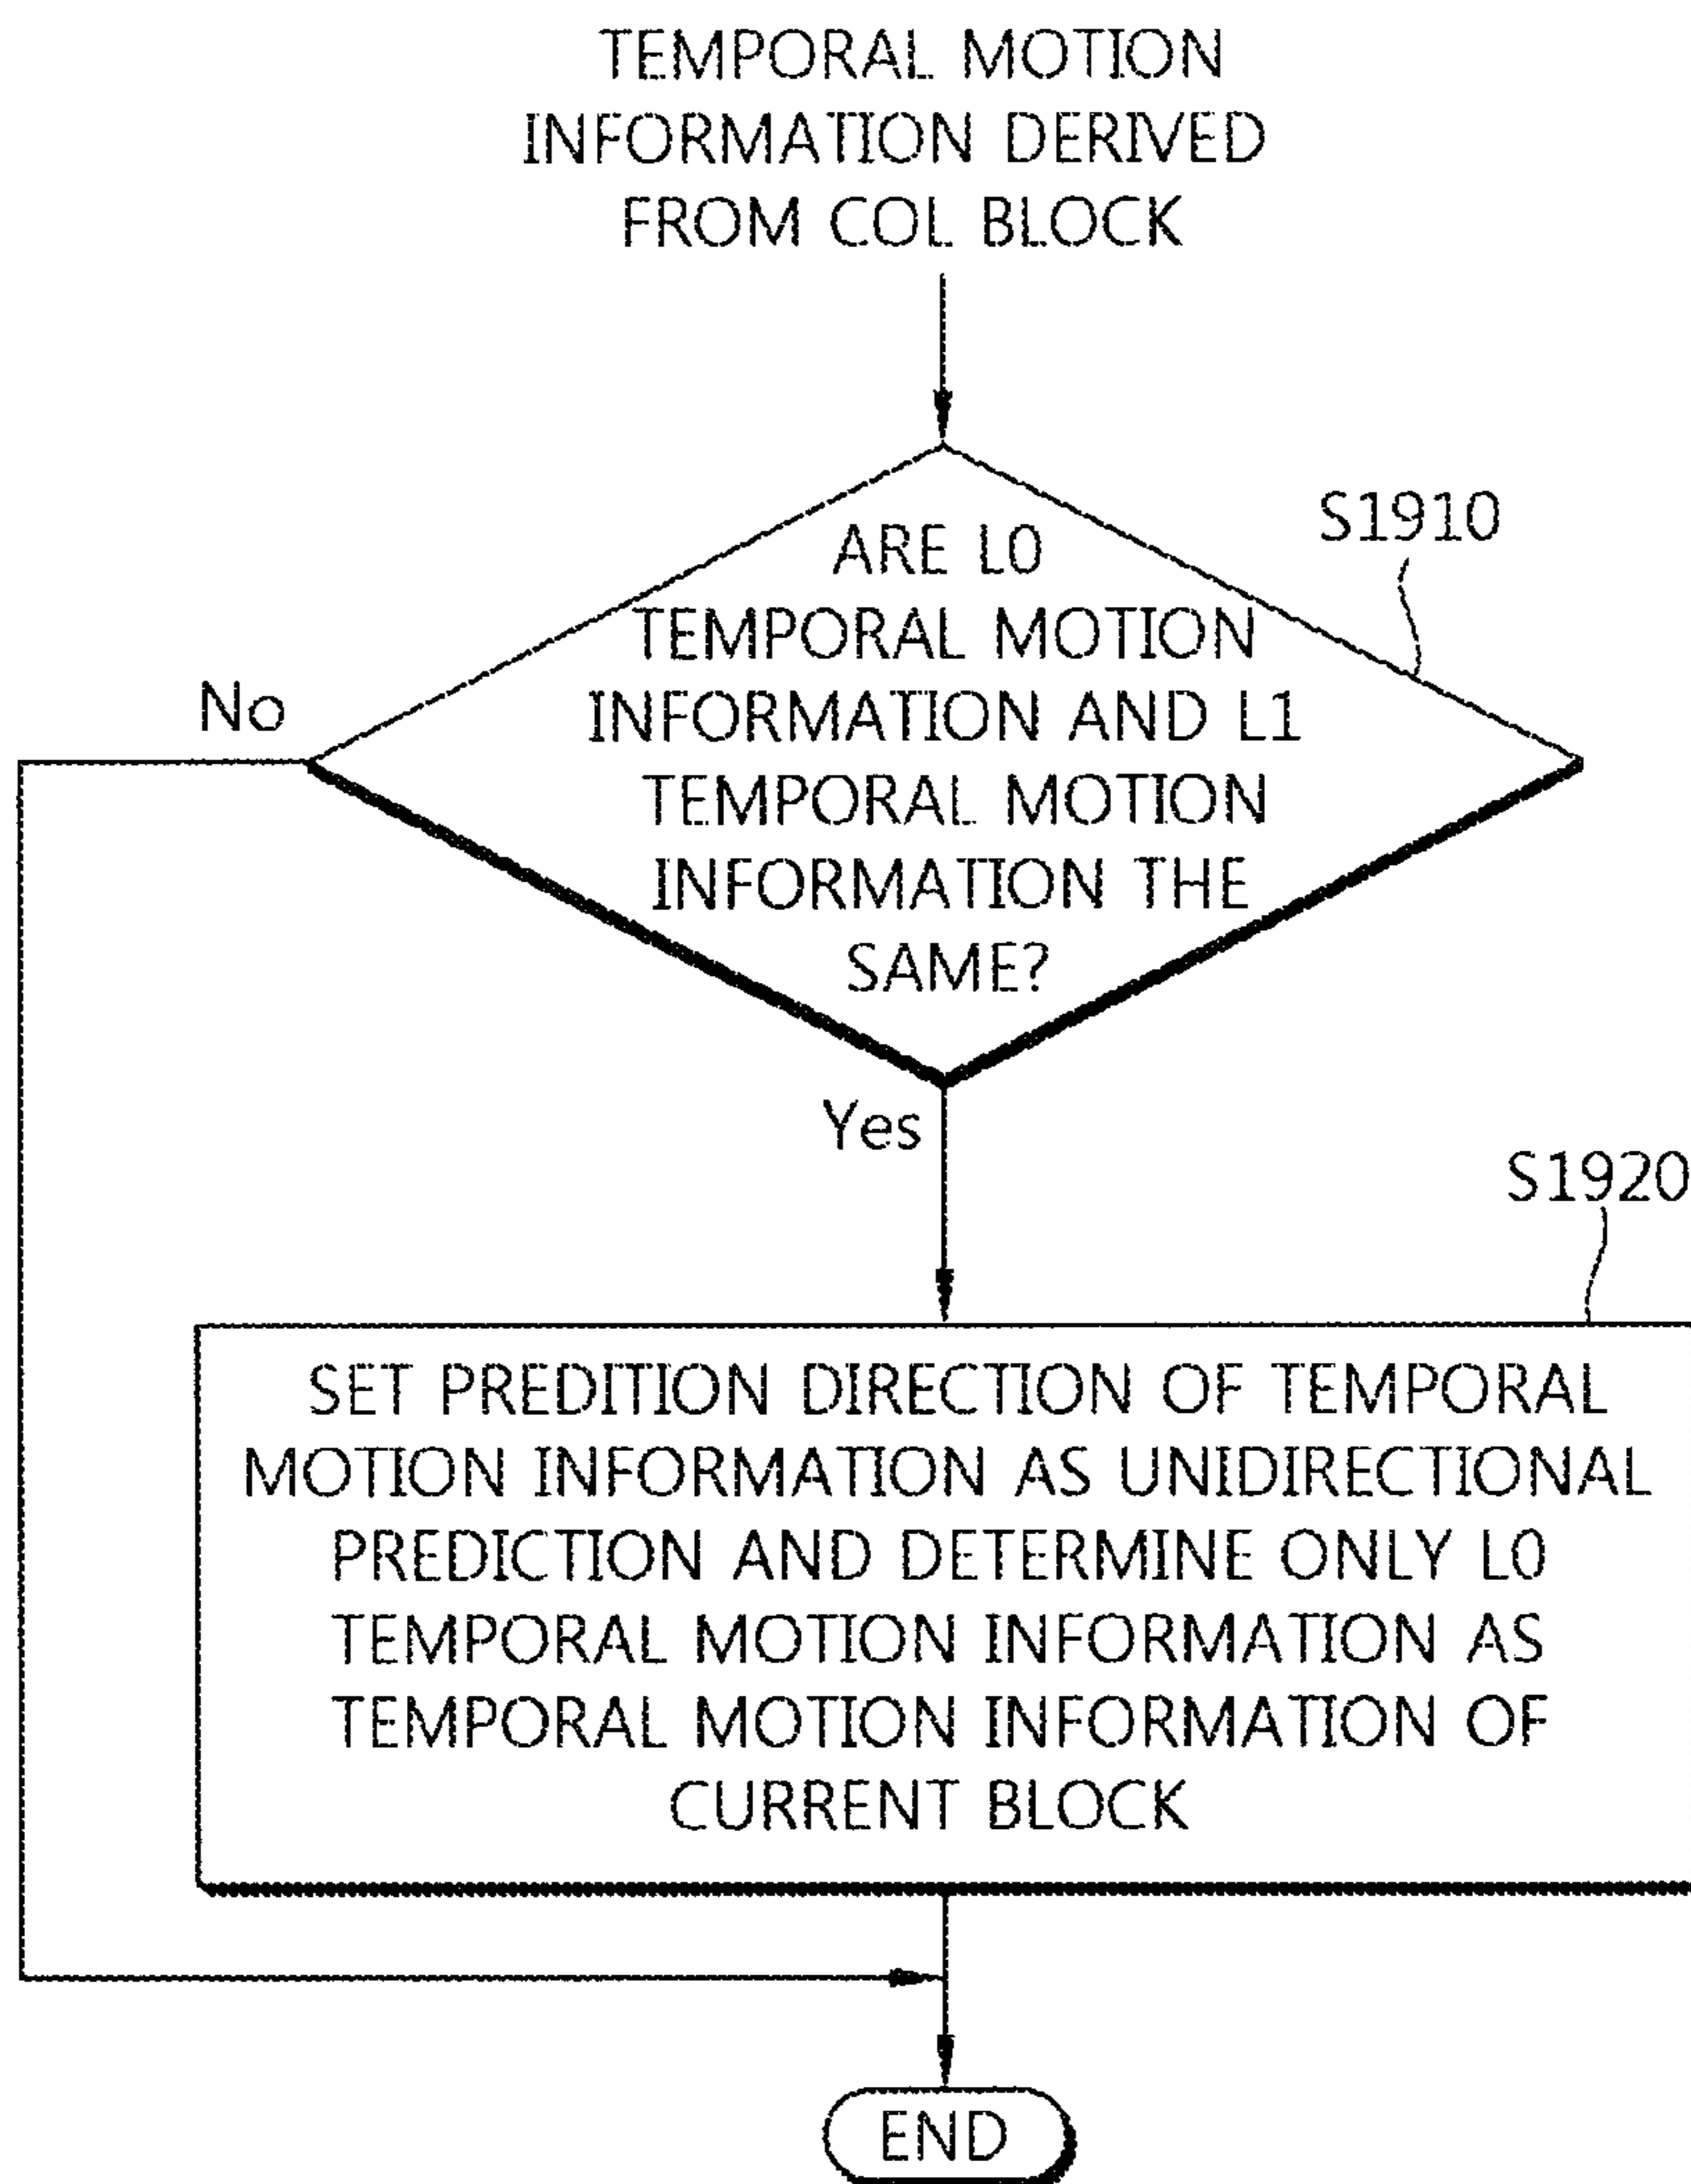 TEMPORAL MOTION
INFORMATION DERIVED
FROM COL BLOCK
S1910
ARE L0
TEMPORAL MOTION
INFORMATION AND L1
TEMPORAL MOTION
INFORMATION THE
SAME?
No
Yes
S1920
SET PREDITION DIRECTION OF TEMPORAL
MOTION INFORMATION AS UNIDIRECTIONAL
PREDICTION AND DETERMINE ONLY L0
TEMPORAL MOTION INFORMATION AS
TEMPORAL MOTION INFORMATION OF
CURRENT BLOCK
END